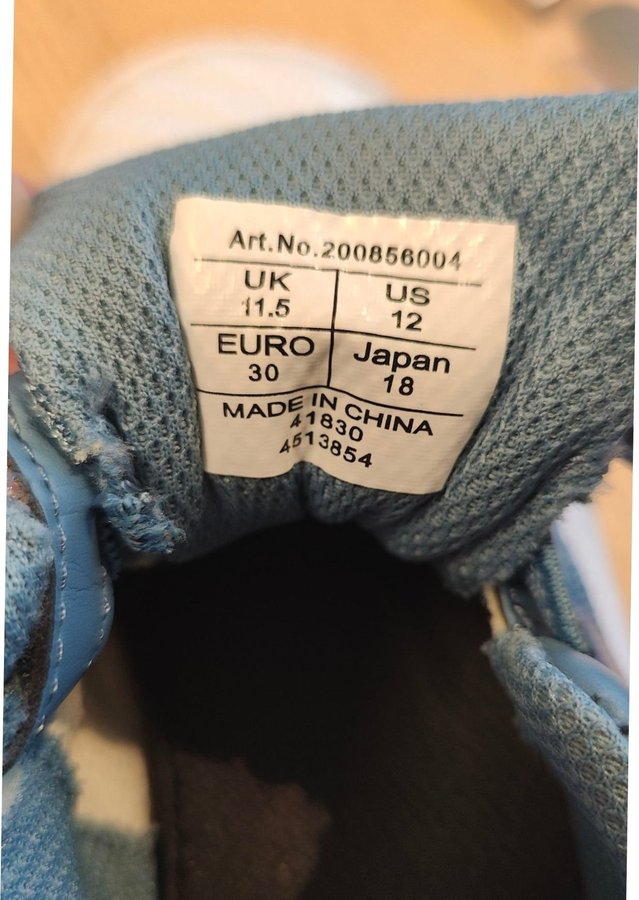 Art.No.200856004
UK US
11.5 12
EURO Japan
30 18
MADE IN CHINA
41830
4513854